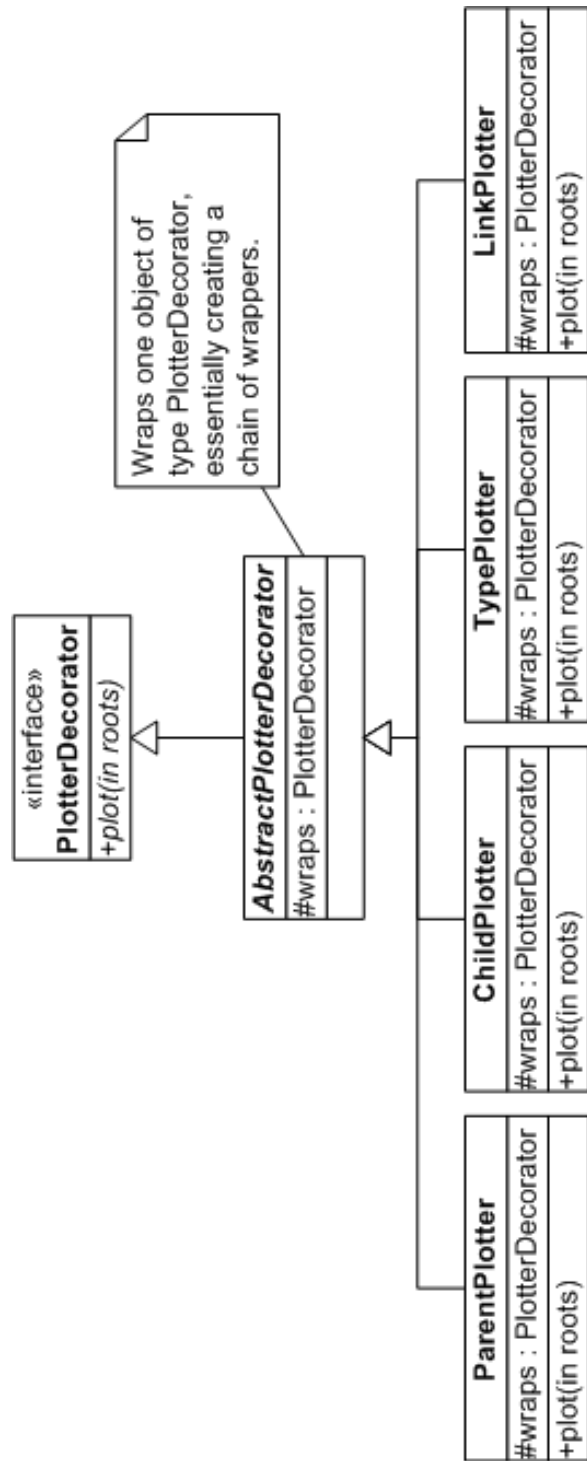 «interface»
PlotterDecorator
+plot(in roots)
AbstractPlotterDecorator
#wraps : PlotterDecorator
Wraps one object of
type PlotterDecorator,
essentially creating a
chain of wrappers.
ParentPlotter
#wraps : PlotterDecorator
+plot(in roots)
ChildPlotter
#wraps : PlotterDecorator
+plot(in roots)
TypePlotter
#wraps : PlotterDecorator
+plot(in roots)
LinkPlotter
#wraps : PlotterDecorator
+plot(in roots)